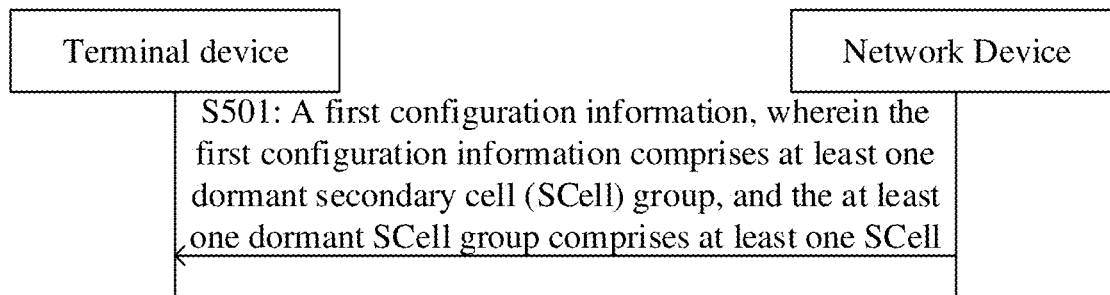 Terminal device
Network Device
S501: A first configuration information, wherein the
first configuration information comprises at least one
dormant secondary cell (SCell) group, and the at least
one dormant SCell group comprises at least one SCell